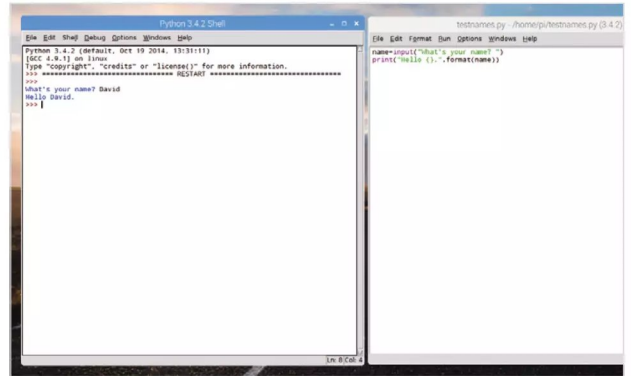 Python 3.4.2 Shell
File Edit Shell Debug Options Windows Help
Python 3.4.2 (default, Oct 19 2014, 13:31:11)
[GCC 4.9.1] on linux
Type "copyright", "credits" or "license()" for more information.
>>> ================================ RESTART ================================
>>>
What's your name? David
Hello David.
>>>
Ln: 8 Col: 4
testnames.py - /home/pi/testnames.py (3.4.2)
File Edit Format Run Options Windows Help
name=input("What's your name? ")
print("Hello {}.".format(name))